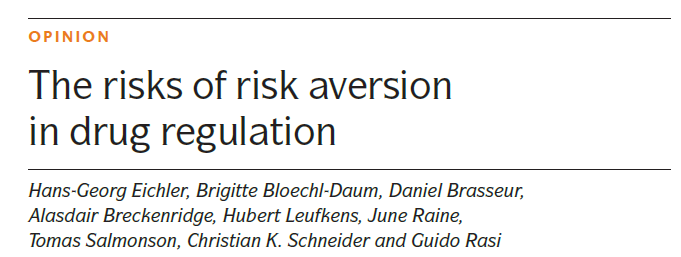 OPINION
The risks of risk aversion
in drug regulation
Hans-Georg Eichler, Brigitte Bloechl-Daum, Daniel Brasseur,
Alasdair Breckenridge, Hubert Leufkens, June Raine,
Tomas Salmonson, Christian K. Schneider and Guido Rasi